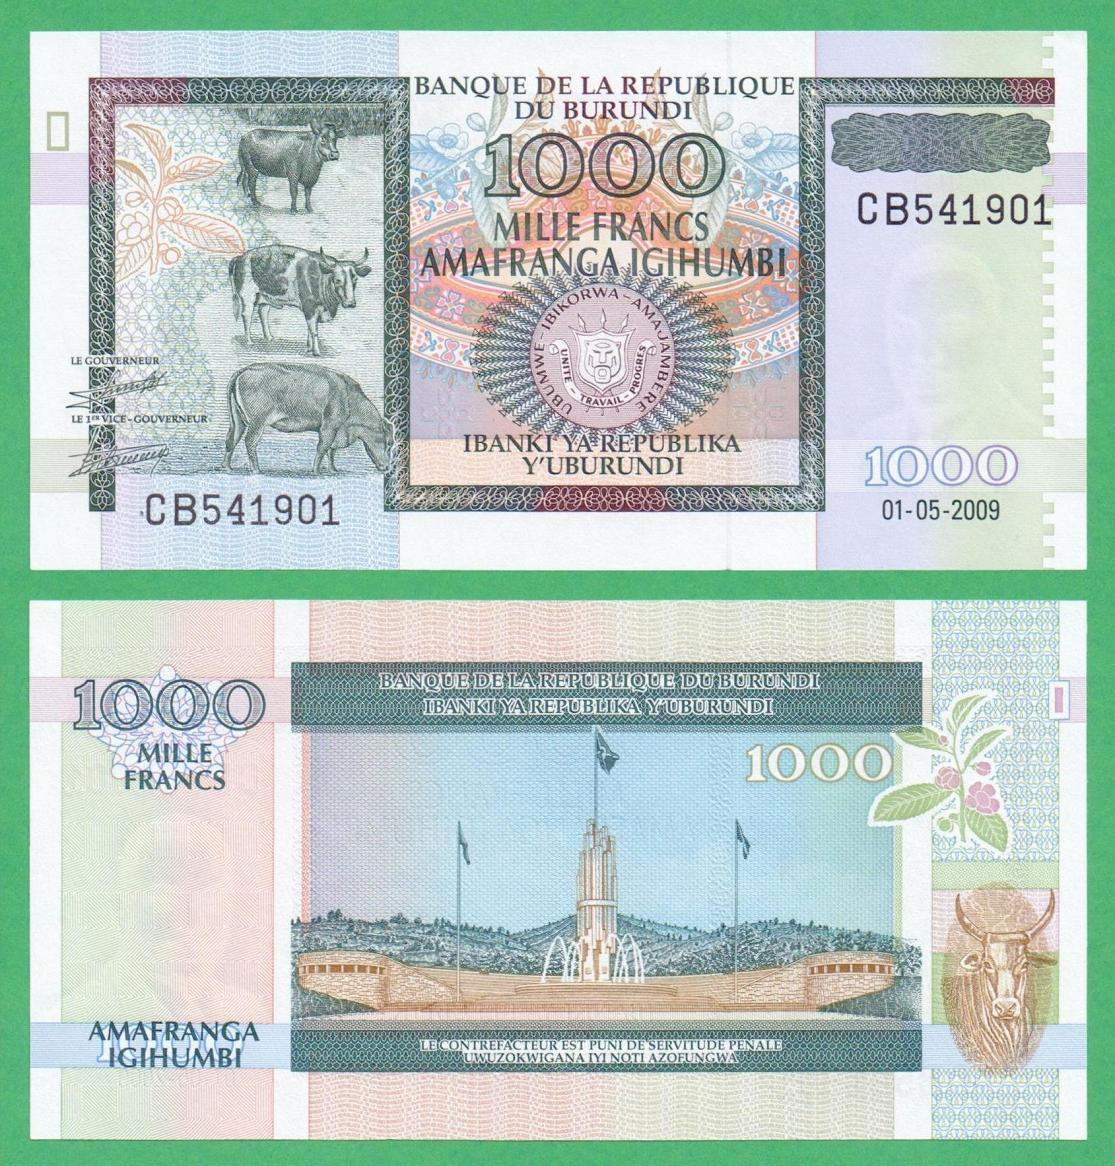 BANQUE DE LA REPUBLIQUE
DU BURUNDI
1000
MILLE FRANCS
AMAFRANGA IGIHUMBI
CB541901
UBUMWE-IBIKORWA-AMAJAMBERE
UNITE - TRAVAIL - PROGRES
LE GOUVERNEUR
LE 1ER VICE-GOUVERNEUR
IBANKI YA REPUBLIKA
Y'UBURUNDI
1000
01-05-2009
CB541901
1000
MILLE
FRANCS
BANQUE DE LA REPUBLIQUE DU BURUNDI
IBANKI YA REPUBLIKA Y'UBURUNDI
1000
AMAFRANGA
IGIHUMBI
LE CONTREFACTEUR EST PUNI DE SERVITUDE PENALE
UWUZOKWIGANA IYI NOTI AZOFUNGWA